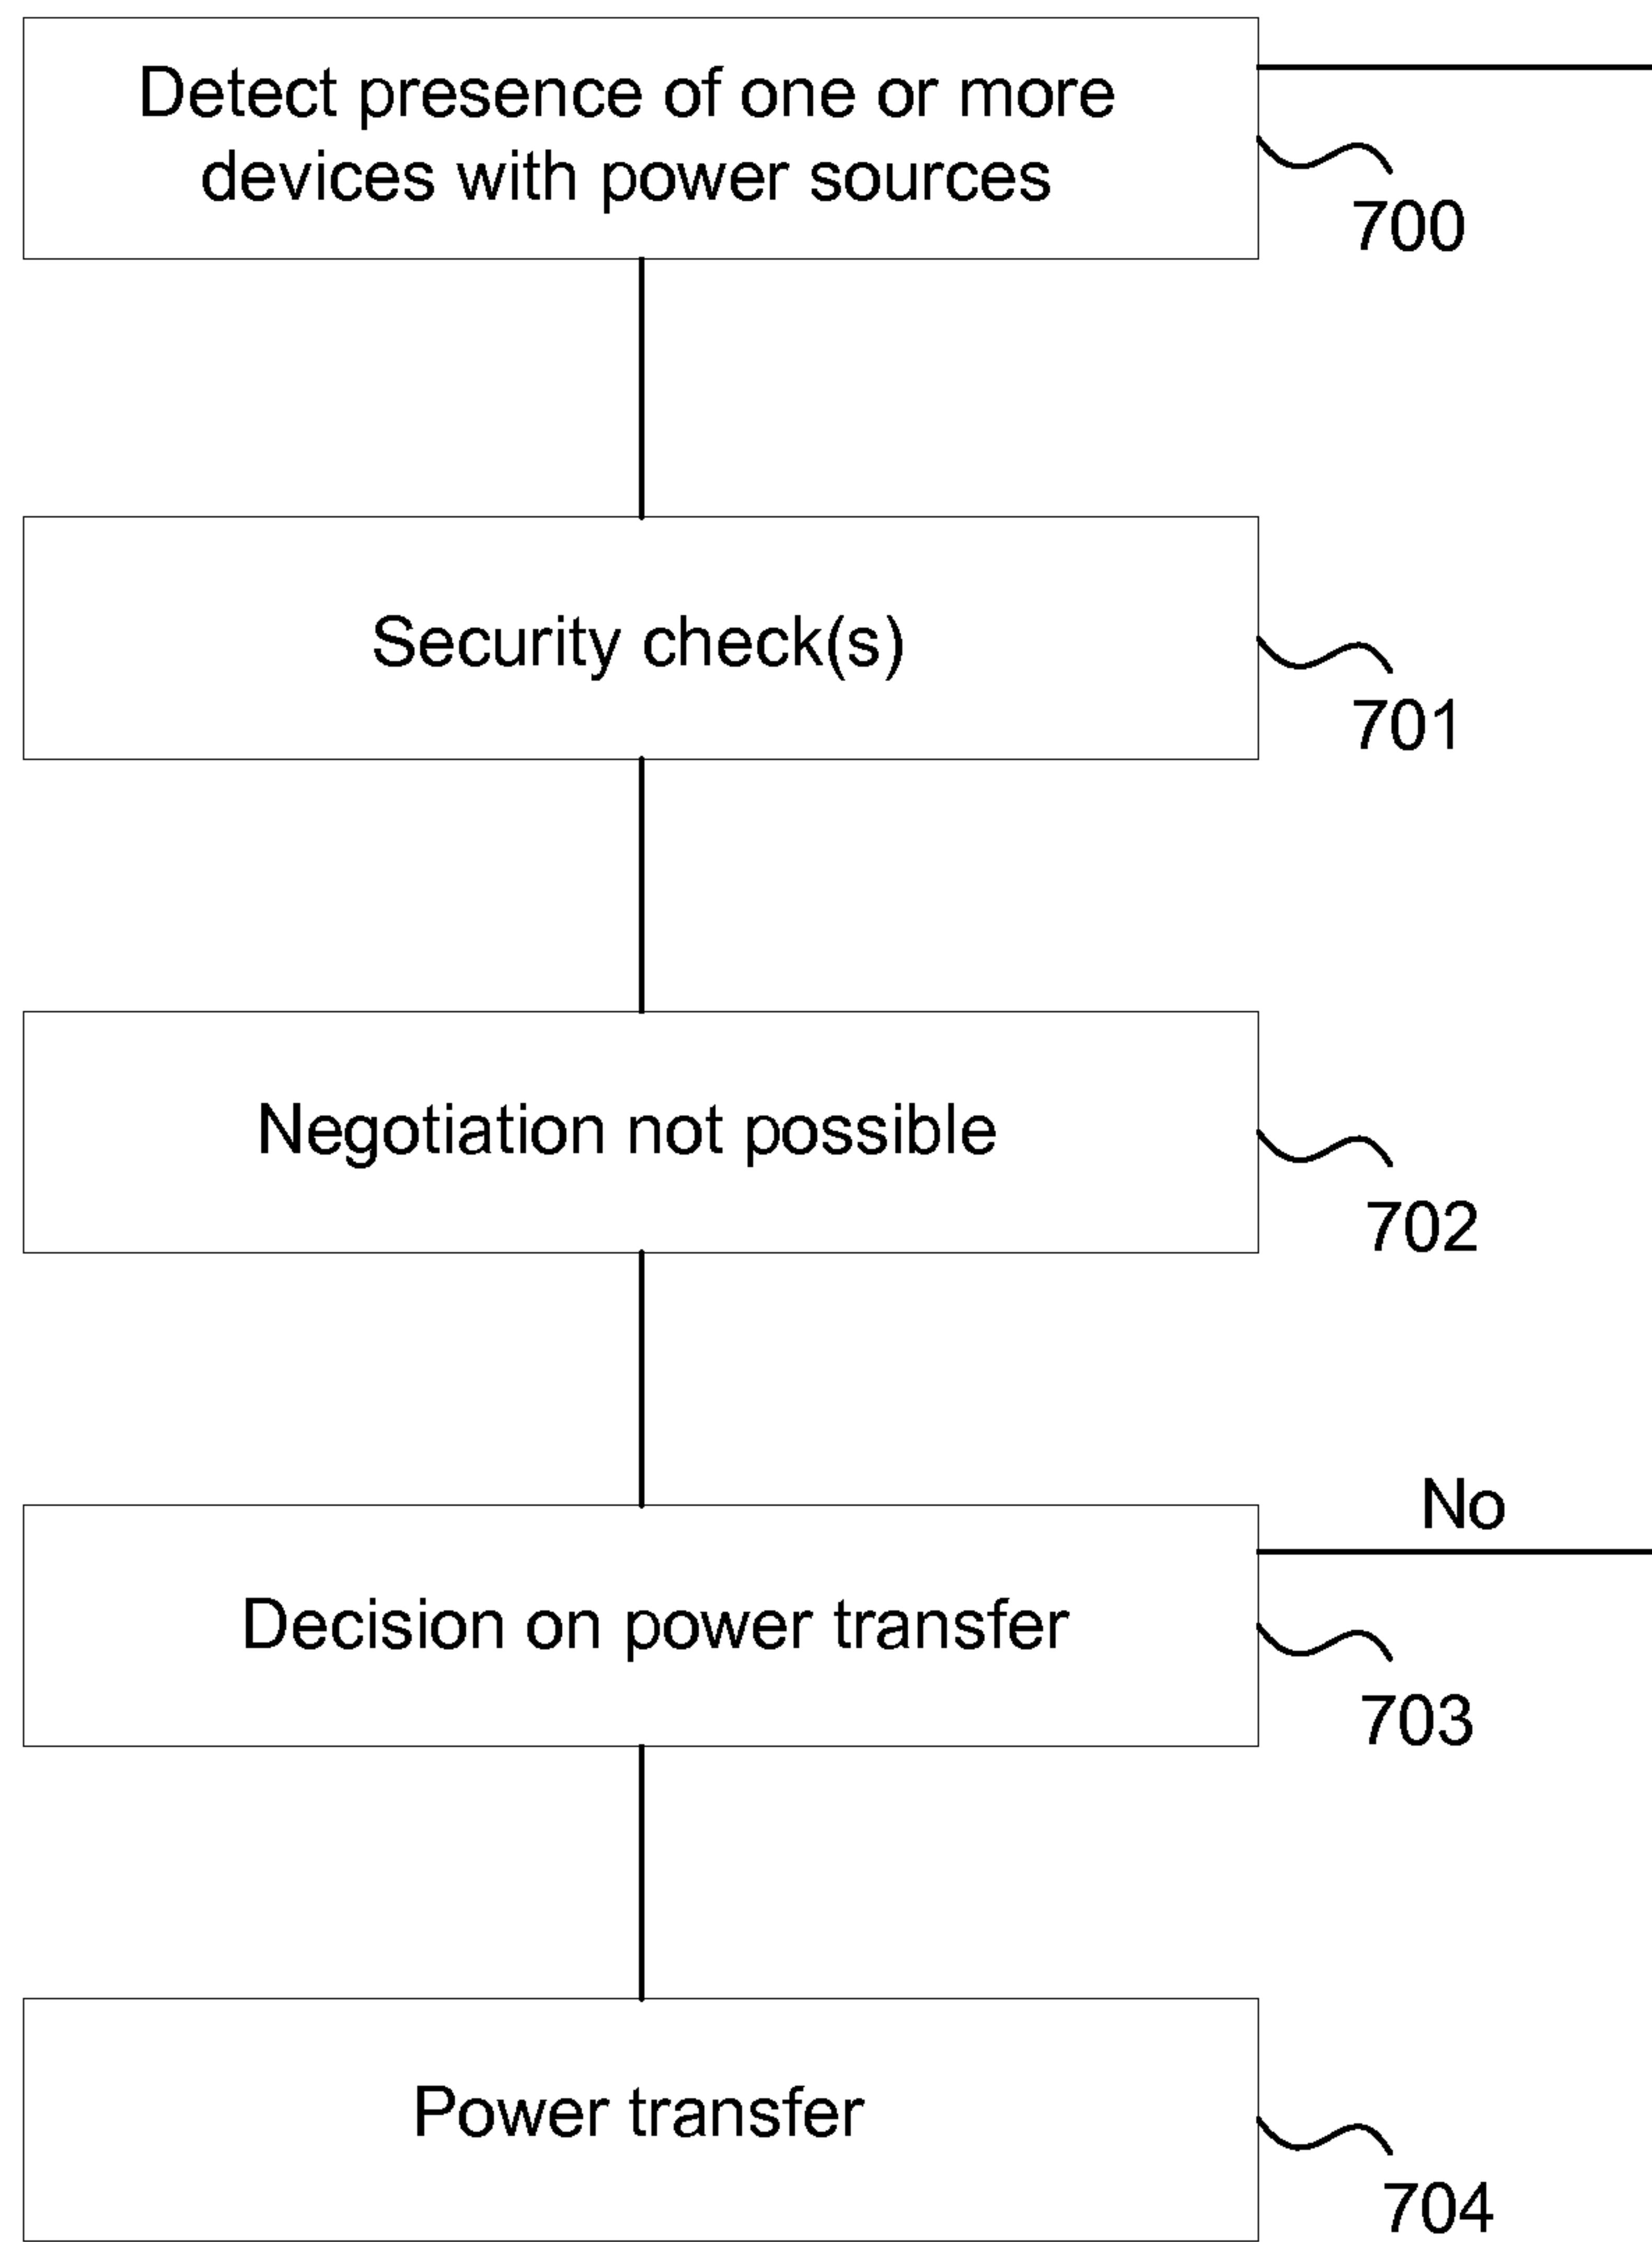 Detect presence of one or more
devices with power sources
700
Security check(s)
701
Negotiation not possible
702
No
Decision on power transfer
703
Power transfer
704